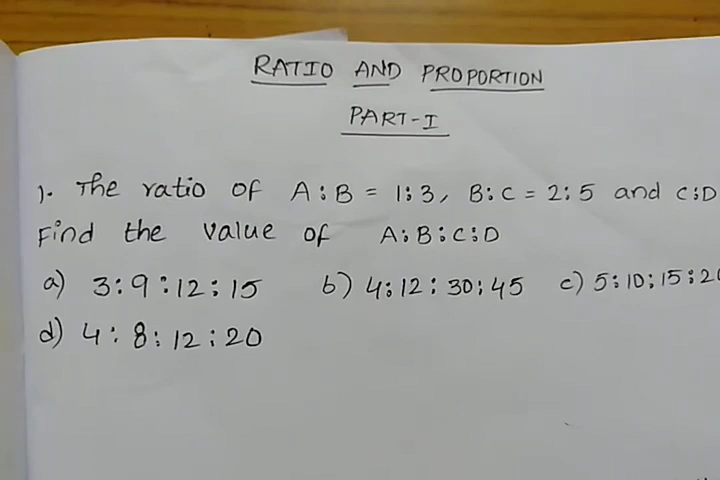 RATIO AND PROPORTION
PART-I
1. The ratio of A:B = 1:3, B:C = 2:5 and C:D
Find the value of A:B:C:D
a) 3:9:12:15 b) 4:12:30:45 c) 5:10:15:20
d) 4:8:12:20